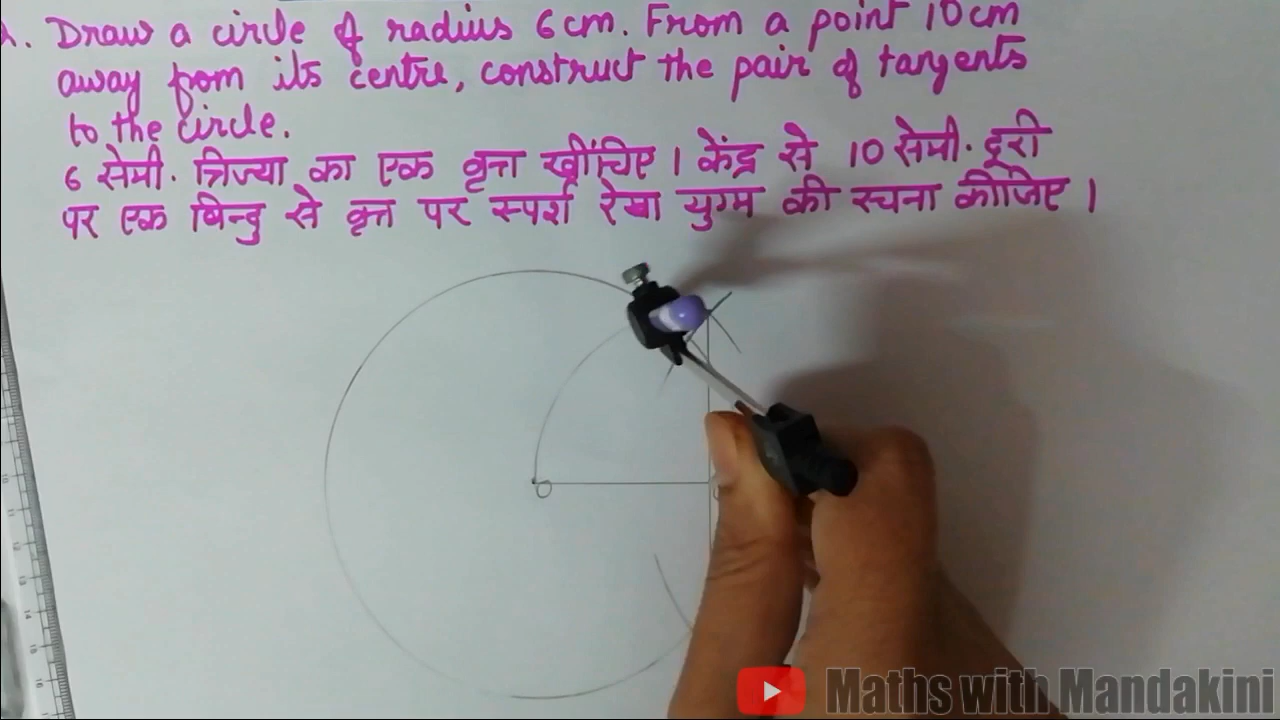 Draw a circle of radius 6cm. From a point 10cm
away from its centre, construct the pair of tangents
to the circle.
6 सेमी. त्रिज्या का एक वृत्त खींचिए । केंद्र से 10 सेमी. दूरी
पर एक बिन्दु से वृत्त पर स्पर्श रेखा युग्म की रचना कीजिए ।
O
Maths with Mandakini